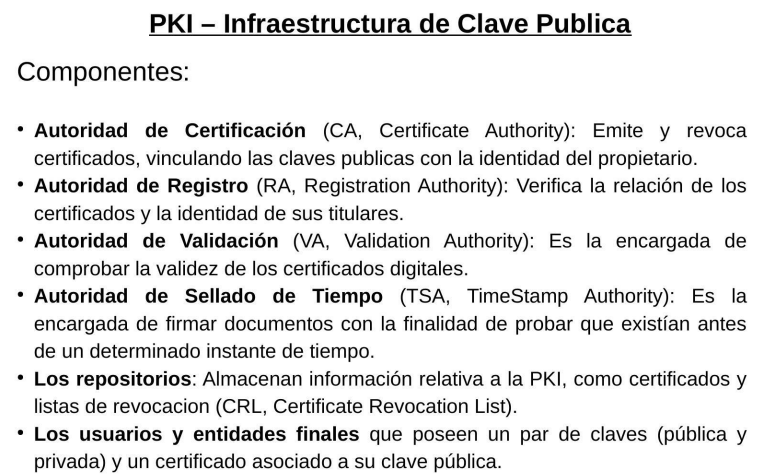 PKI – Infraestructura de Clave Publica
Componentes:
• Autoridad de Certificación (CA, Certificate Authority): Emite y revoca
certificados, vinculando las claves publicas con la identidad del propietario.
• Autoridad de Registro (RA, Registration Authority): Verifica la relación de los
certificados y la identidad de sus titulares.
• Autoridad de Validación (VA, Validation Authority): Es la encargada de
comprobar la validez de los certificados digitales.
• Autoridad de Sellado de Tiempo (TSA, TimeStamp Authority): Es la
encargada de firmar documentos con la finalidad de probar que existían antes
de un determinado instante de tiempo.
• Los repositorios: Almacenan información relativa a la PKI, como certificados y
listas de revocacion (CRL, Certificate Revocation List).
• Los usuarios y entidades finales que poseen un par de claves (pública y
privada) y un certificado asociado a su clave pública.